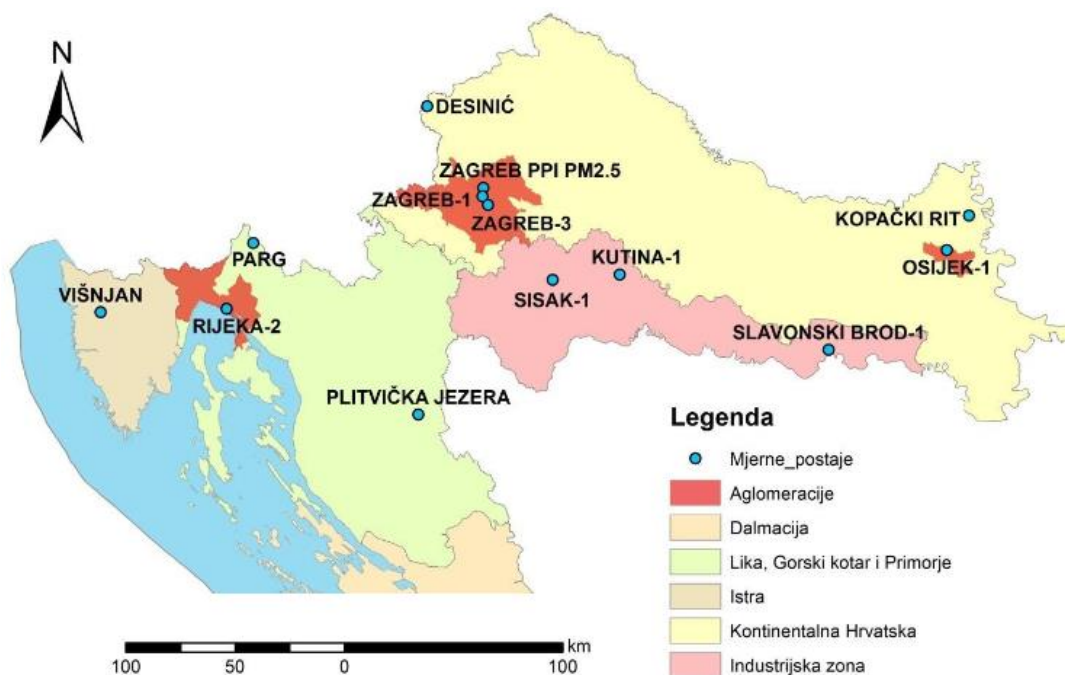 N
DESINIĆ
ZAGREB PPI PM2.5
ZAGREB-1
ZAGREB-3
KOPAČKI RIT
PARG
KUTINA-1
OSIJEK-1
VIŠNJAN
SISAK-1
RIJEKA-2
SLAVONSKI BROD-1
PLITVIČKA JEZERA
Legenda
Mjerne_postaje
Aglomeracije
Dalmacija
Lika, Gorski kotar i Primorje
Istra
Kontinentalna Hrvatska
Industrijska zona
km
100 50 0 100